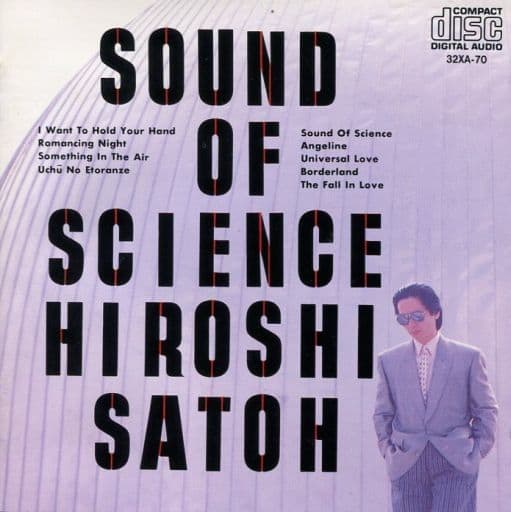 COMPACT
disc
DIGITAL AUDIO
32XA-70
SOUND
OF
SCIENCE
HIROSHI
SATOH
I Want To Hold Your Hand
Romancing Night
Something In The Air
Uchū No Etoranze
Sound Of Science
Angeline
Universal Love
Borderland
The Fall In Love